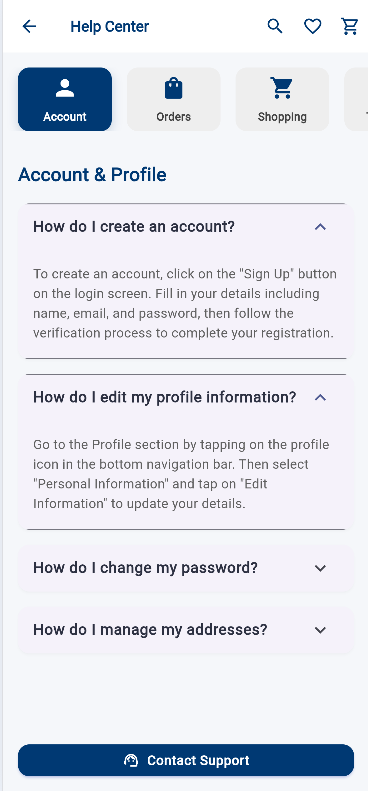 Help Center
Account
Orders
Shopping
Account & Profile
How do I create an account?
To create an account, click on the "Sign Up" button
on the login screen. Fill in your details including
name, email, and password, then follow the
verification process to complete your registration.
How do I edit my profile information?
Go to the Profile section by tapping on the profile
icon in the bottom navigation bar. Then select
"Personal Information" and tap on "Edit
Information" to update your details.
How do I change my password?
How do I manage my addresses?
Contact Support